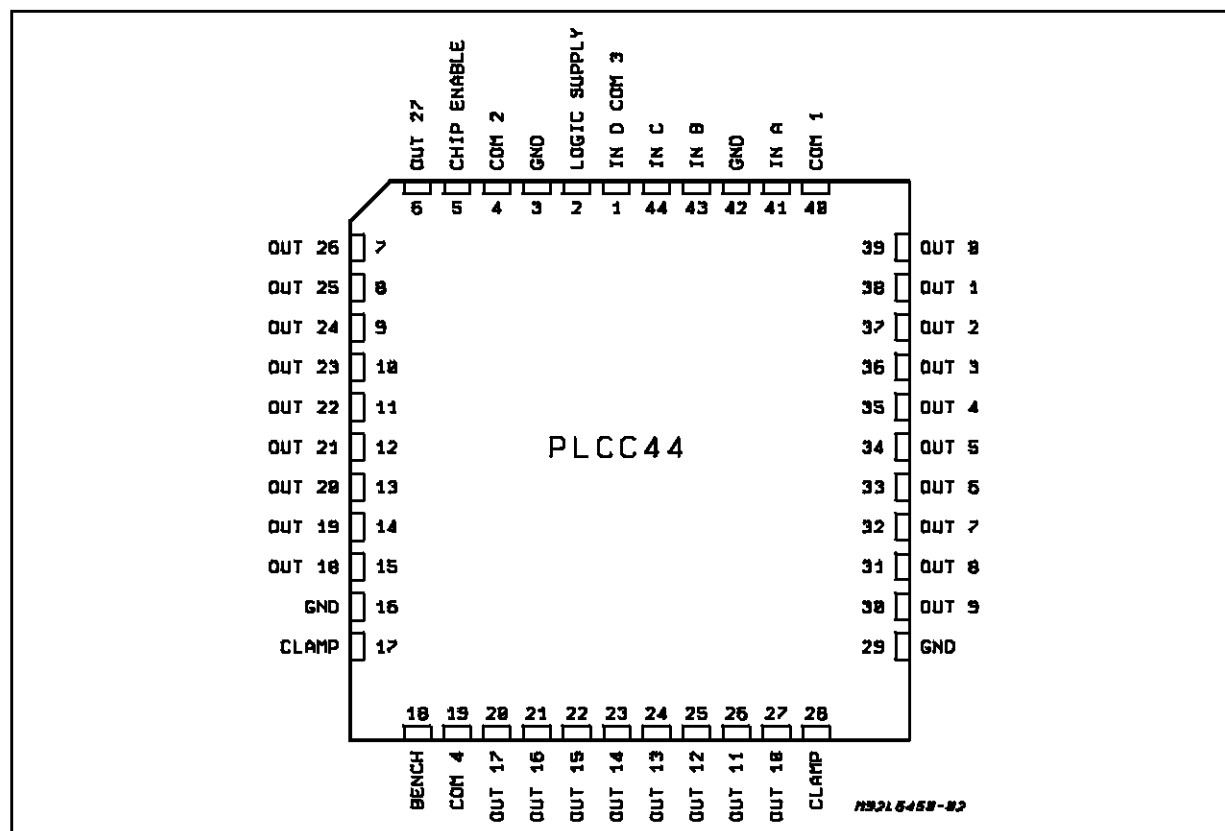 OUT 27
CHIP ENABLE
COM 2
GND
LOGIC SUPPLY
IN D COM 3
IN C
IN B
GND
IN A
COM 1
6 5 4 3 2 1 44 43 42 41 40
OUT 26 7
OUT 25 8
OUT 24 9
OUT 23 10
OUT 22 11
OUT 21 12
OUT 20 13
OUT 19 14
OUT 18 15
GND 16
CLAMP 17
PLCC44
39 OUT 0
38 OUT 1
37 OUT 2
36 OUT 3
35 OUT 4
34 OUT 5
33 OUT 6
32 OUT 7
31 OUT 8
30 OUT 9
29 GND
18 19 20 21 22 23 24 25 26 27 28
BENCH
COM 4
OUT 17
OUT 16
OUT 15
OUT 14
OUT 13
OUT 12
OUT 11
OUT 10
CLAMP